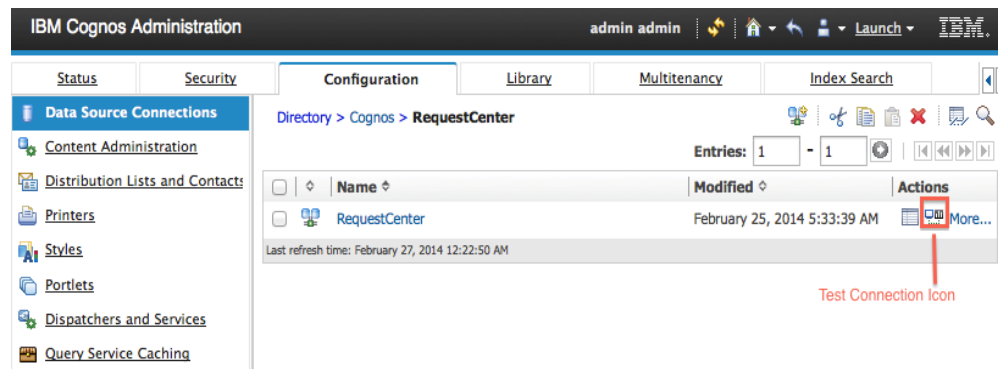 IBM Cognos Administration
admin admin
Launch
IBM.
Status
Security
Configuration
Library
Multitenancy
Index Search
Data Source Connections
Directory > Cognos > RequestCenter
Content Administration
Entries: 1 - 1
Distribution Lists and Contacts
Name
Modified
Actions
Printers
RequestCenter
February 25, 2014 5:33:39 AM
More...
Styles
Last refresh time: February 27, 2014 12:22:50 AM
Portlets
Test Connection Icon
Dispatchers and Services
Query Service Caching